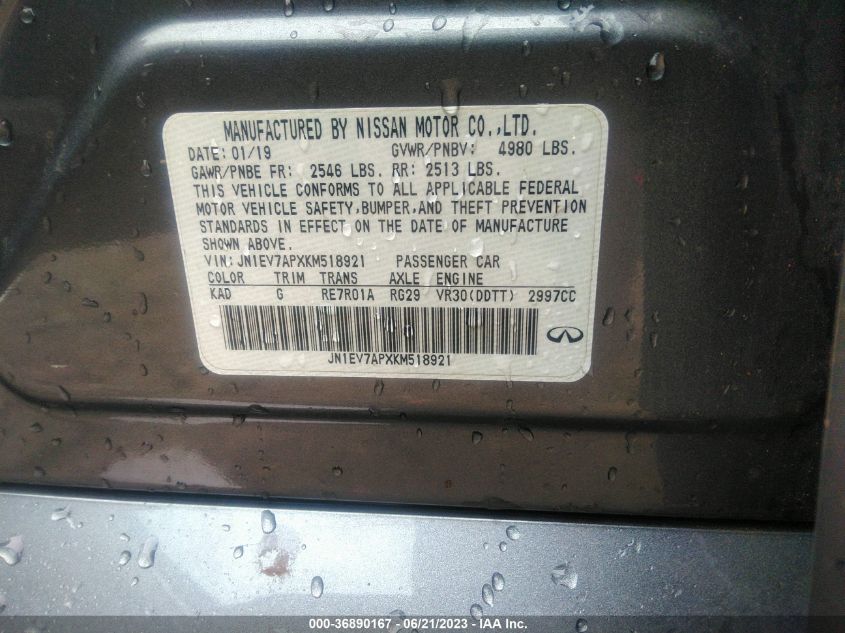 MANUFACTURED BY NISSAN MOTOR CO.,LTD.
DATE: 01/19 GVWR/PNBV: 4980 LBS.
GAWR/PNBE FR: 2546 LBS. RR: 2513 LBS.
THIS VEHICLE CONFORMS TO ALL APPLICABLE FEDERAL
MOTOR VEHICLE SAFETY,BUMPER,AND THEFT PREVENTION
STANDARDS IN EFFECT ON THE DATE OF MANUFACTURE
SHOWN ABOVE.
VIN: JN1EV7APXKM518921 PASSENGER CAR
COLOR TRIM TRANS AXLE ENGINE
KAD G RE7R01A RG29 VR30(DDTT) 2997CC
JN1EV7APXKM518921
000-36890167 - 06/21/2023 - IAA Inc.